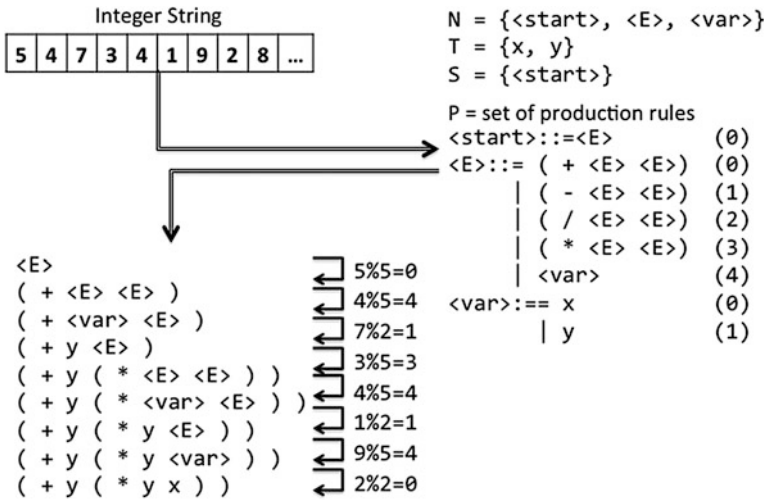 Integer String
5 4 7 3 4 1 9 2 8 ...
N = {<start>, <E>, <var>}
T = {x, y}
S = {<start>}
P = set of production rules
<start>::=<E> (0)
<E>::= ( + <E> <E>) (0)
| ( - <E> <E>) (1)
| ( / <E> <E>) (2)
| ( * <E> <E>) (3)
| <var> (4)
<var>:== x (0)
| y (1)
<E>
5%5=0
( + <E> <E> )
4%5=4
( + <var> <E> )
7%2=1
( + y <E> )
3%5=3
( + y ( * <E> <E> ) )
4%5=4
( + y ( * <var> <E> ) )
1%2=1
( + y ( * y <E> ) )
9%5=4
( + y ( * y <var> ) )
2%2=0
( + y ( * y x ) )